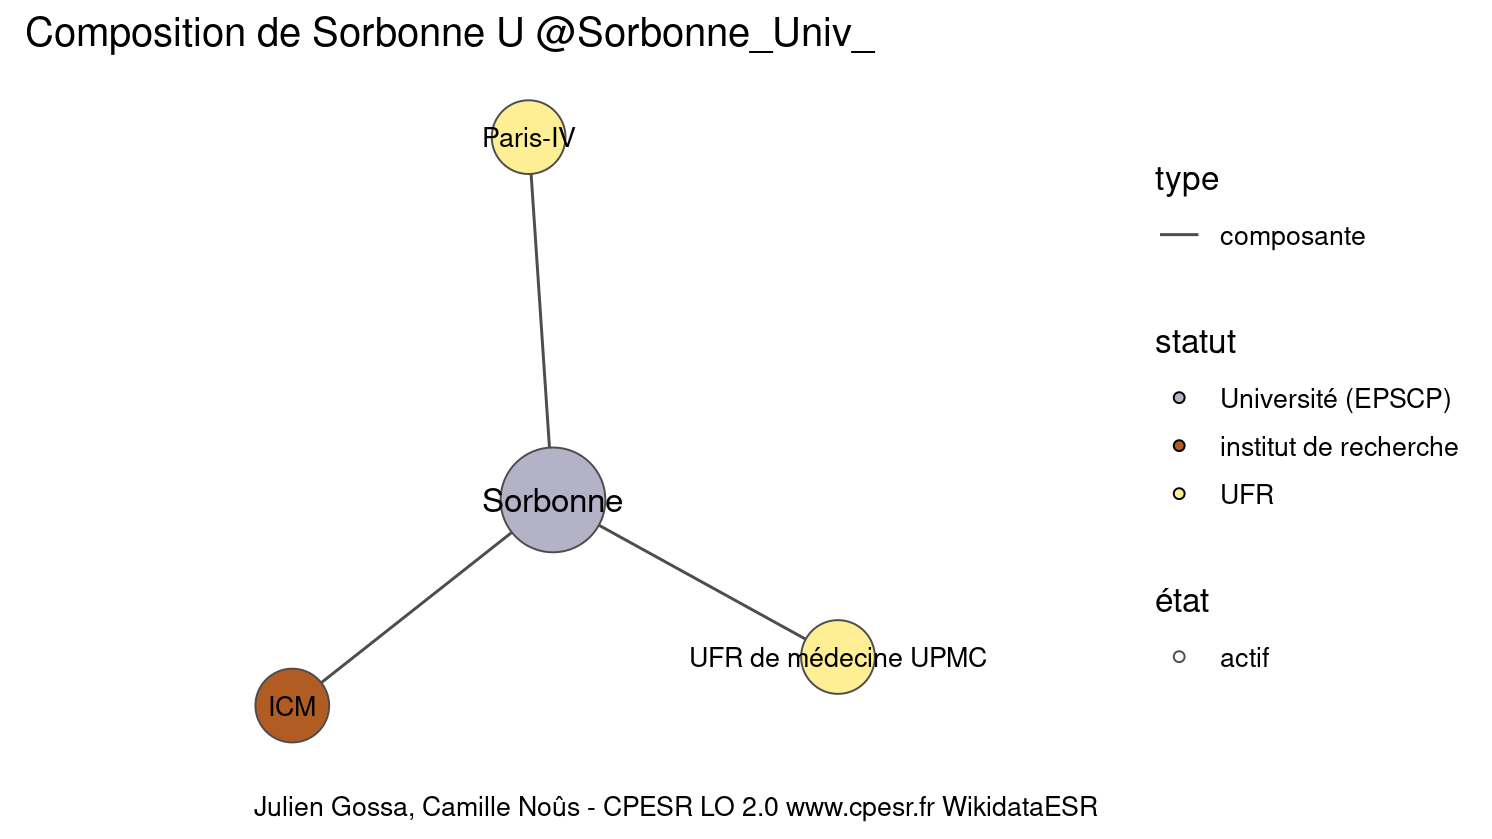 Composition de Sorbonne U @Sorbonne_Univ_
Paris-IV
Sorbonne
UFR de médecine UPMC
ICM
type
composante
statut
Université (EPSCP)
institut de recherche
UFR
état
actif
Julien Gossa, Camille Noûs - CPESR LO 2.0 www.cpesr.fr WikidataESR